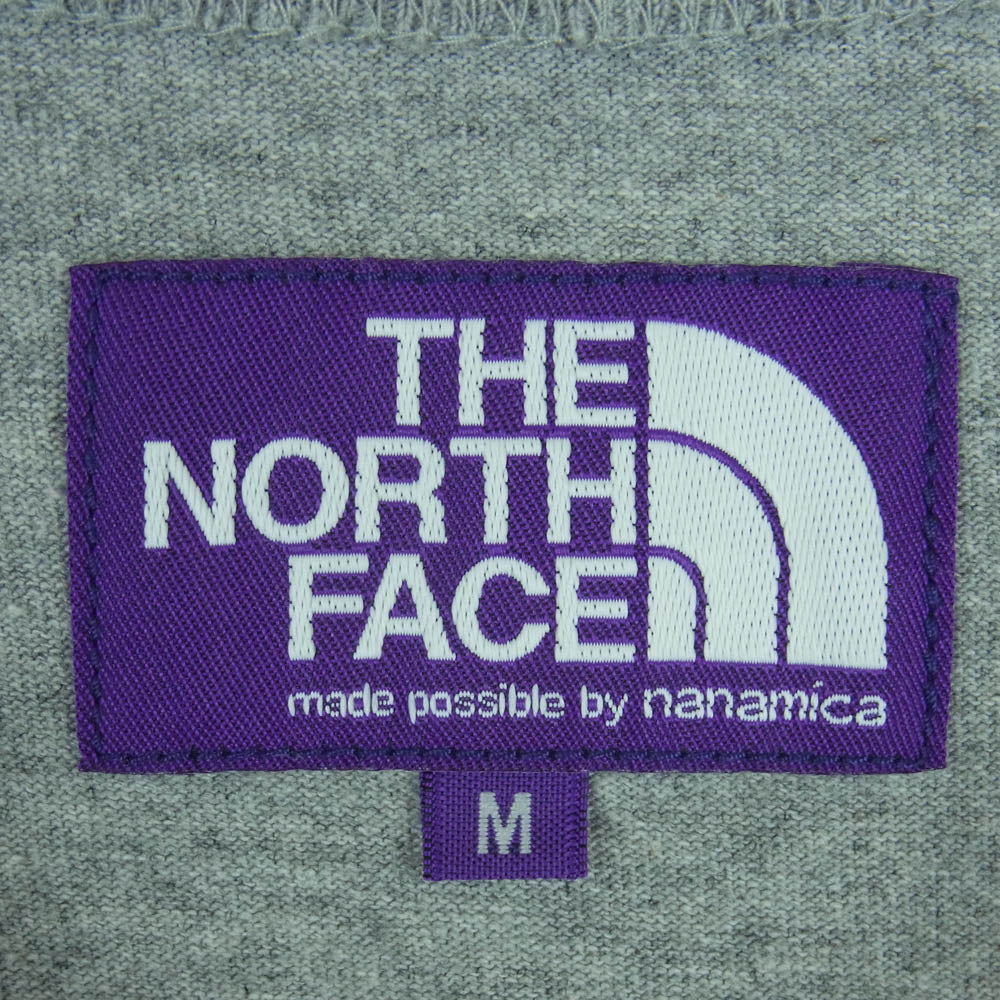 THE
NORTH
FACE
made possible by nanamica
M